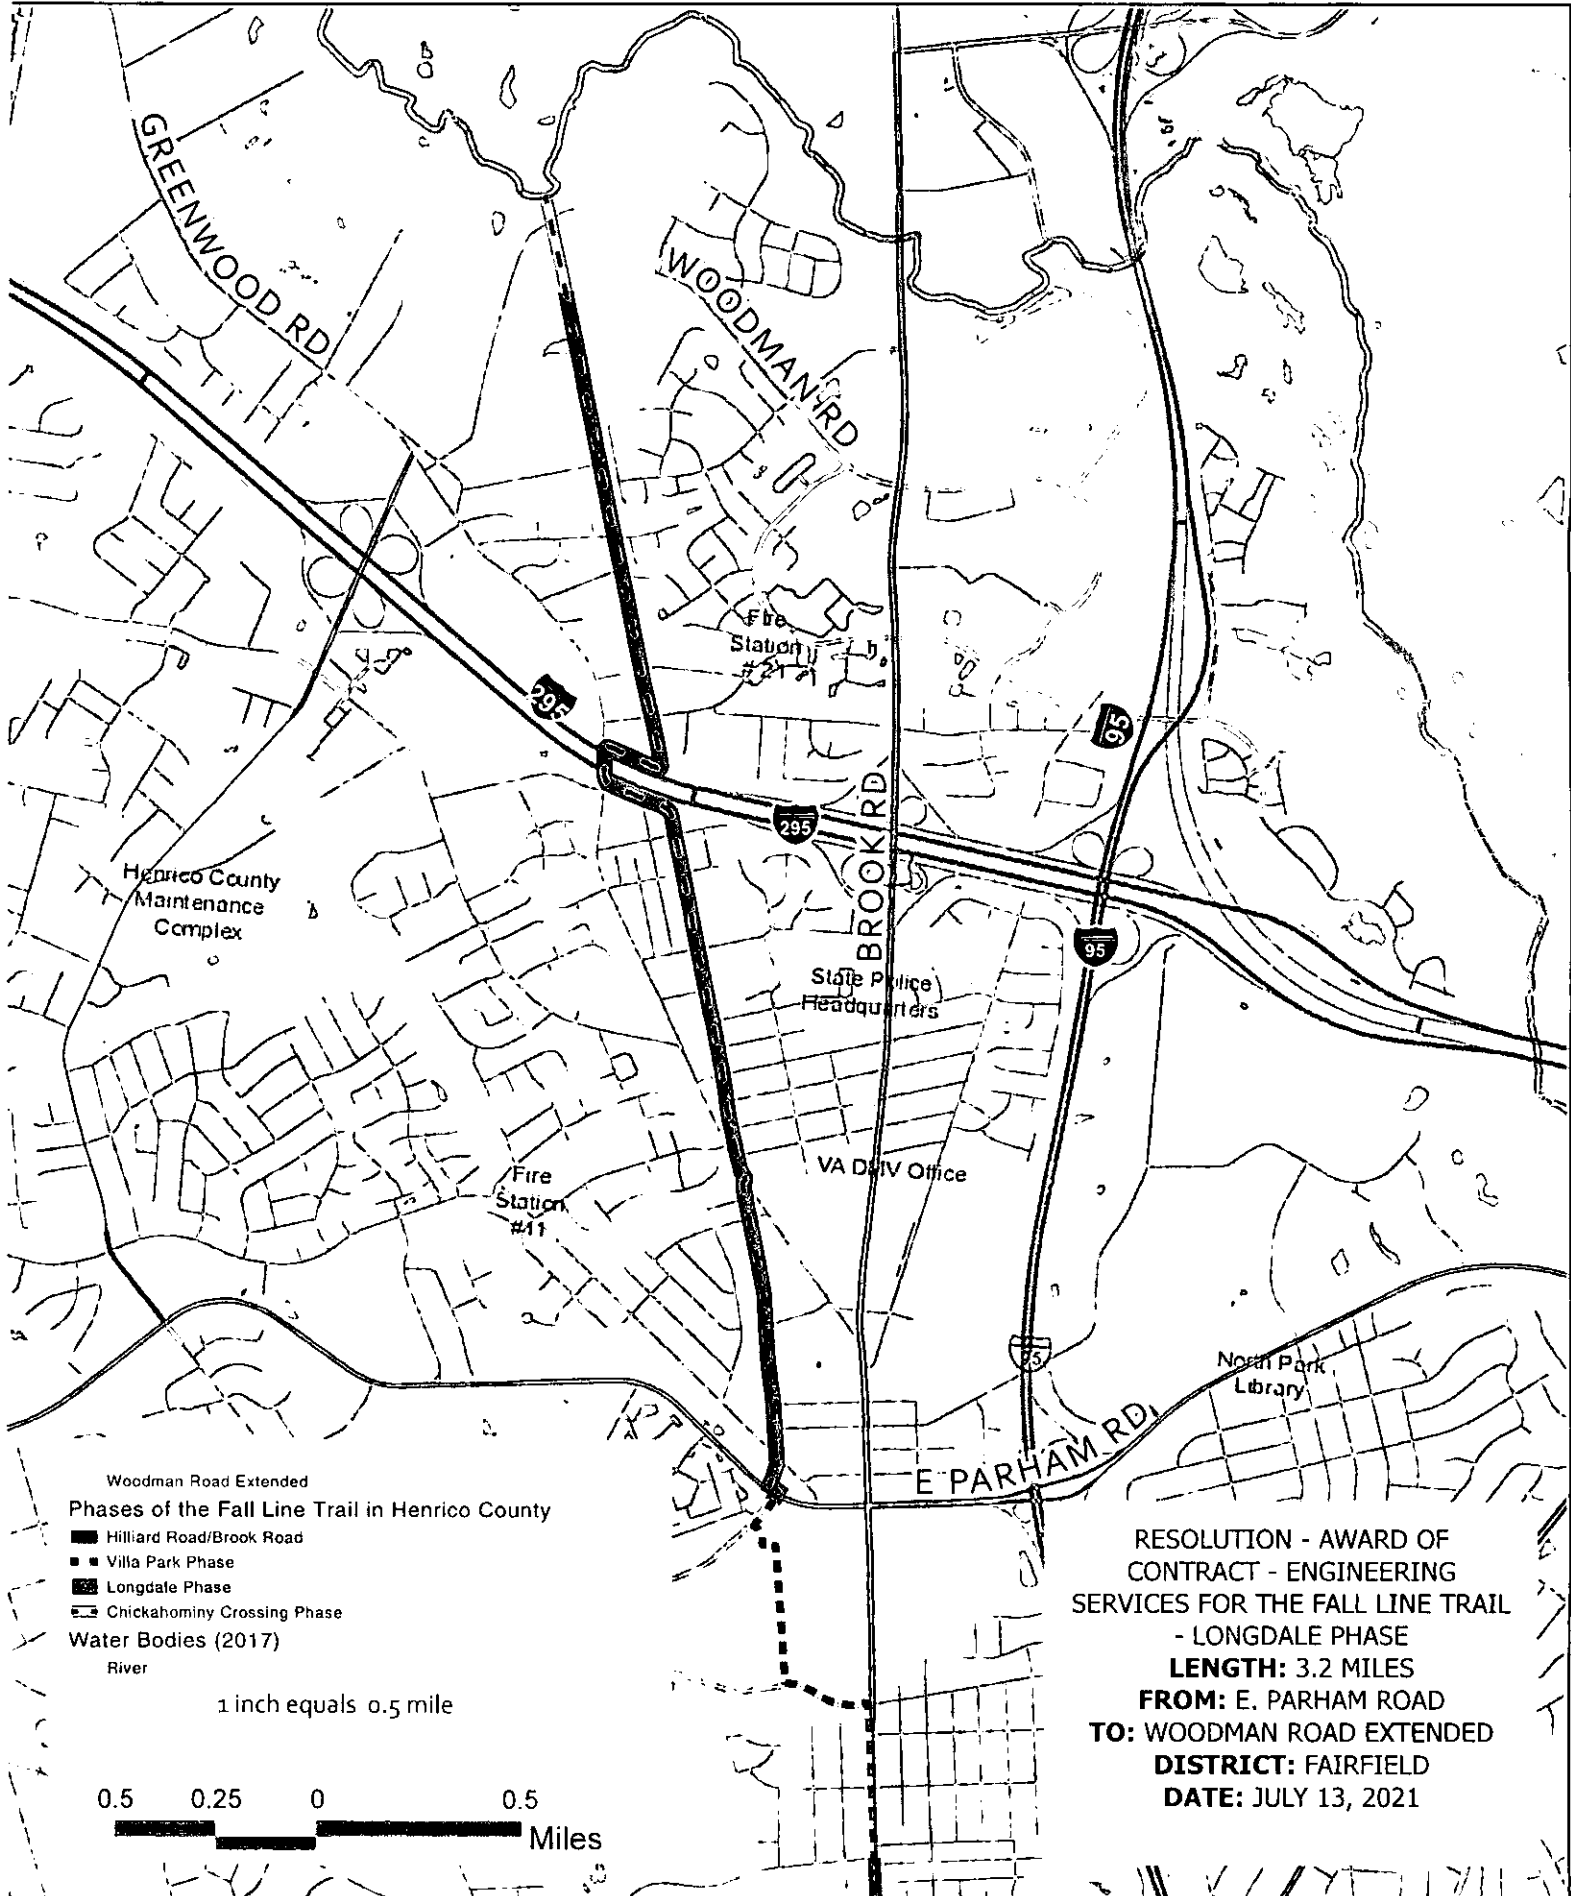 GREENWOOD RD
WOODMAN RD
Fire
Station
295
95
BROOK RD
295
Henrico County
Maintenance
Complex
95
State Police
Headquarters
VA DMV Office
Fire
Station
#11
95
North Park
Library
E PARHAM RD
Woodman Road Extended
Phases of the Fall Line Trail in Henrico County
Hilliard Road/Brook Road
Villa Park Phase
Longdale Phase
Chickahominy Crossing Phase
Water Bodies (2017)
River
1 inch equals 0.5 mile
0.5 0.25 0 0.5
Miles
RESOLUTION - AWARD OF
CONTRACT - ENGINEERING
SERVICES FOR THE FALL LINE TRAIL
- LONGDALE PHASE
LENGTH: 3.2 MILES
FROM: E. PARHAM ROAD
TO: WOODMAN ROAD EXTENDED
DISTRICT: FAIRFIELD
DATE: JULY 13, 2021